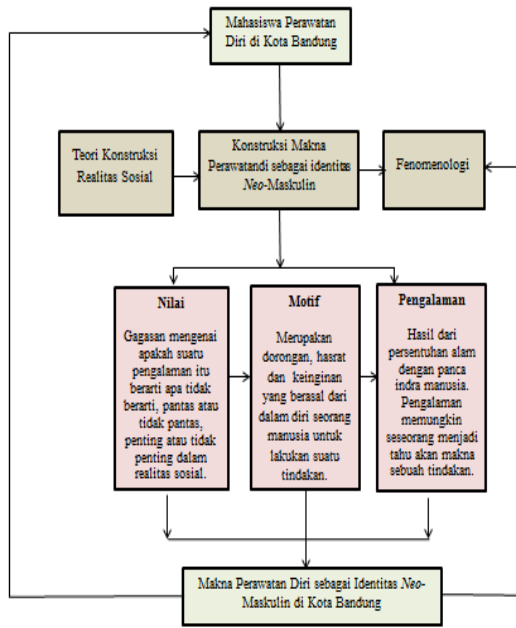 Mahasiswa Perawatan
Diri di Kota Bandung
Teori Konstruksi
Realitas Sosial
Konstruksi Makna
Perawatandi sebagai identitas
Neo-Maskulin
Fenomenologi
Nilai
Gagasan mengenai
apakah suatu
pengalaman itu
berarti apa tidak
berarti, pantas atau
tidak pantas,
penting atau tidak
penting dalam
realitas sosial.
Motif
Merupakan
dorongan, hasrat
dan keinginan
yang berasal dari
dalam diri seorang
manusia untuk
lakukan suatu
tindakan.
Pengalaman
Hasil dari
persentuhan alam
dengan panca
indra manusia.
Pengalaman
memungkin
seseorang menjadi
tahu akan makna
sebuah tindakan.
Makna Perawatan Diri sebagai Identitas Neo-
Maskulin di Kota Bandung